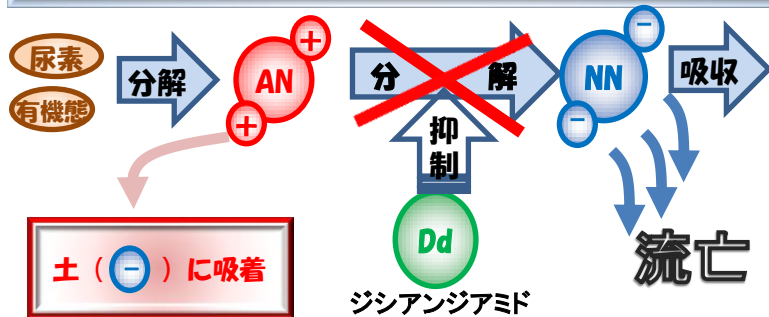 尿素
有機態
分解
+
AN
+
分解
抑制
Dd
ジシアンジアミド
−
NN
−
吸収
土(−)に吸着
流亡